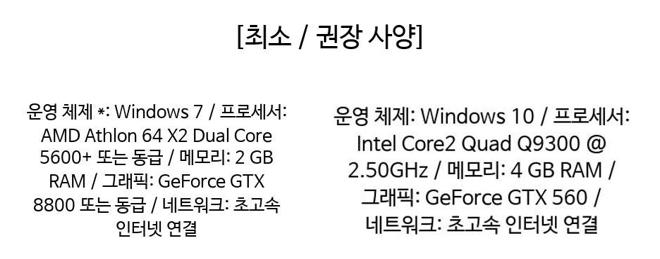 [최소 / 권장 사양]
운영 체제 *: Windows 7 / 프로세서:
AMD Athlon 64 X2 Dual Core
5600+ 또는 동급 / 메모리: 2 GB
RAM / 그래픽: GeForce GTX
8800 또는 동급 / 네트워크: 초고속
인터넷 연결
운영 체제: Windows 10 / 프로세서:
Intel Core2 Quad Q9300 @
2.50GHz / 메모리: 4 GB RAM /
그래픽: GeForce GTX 560 /
네트워크: 초고속 인터넷 연결